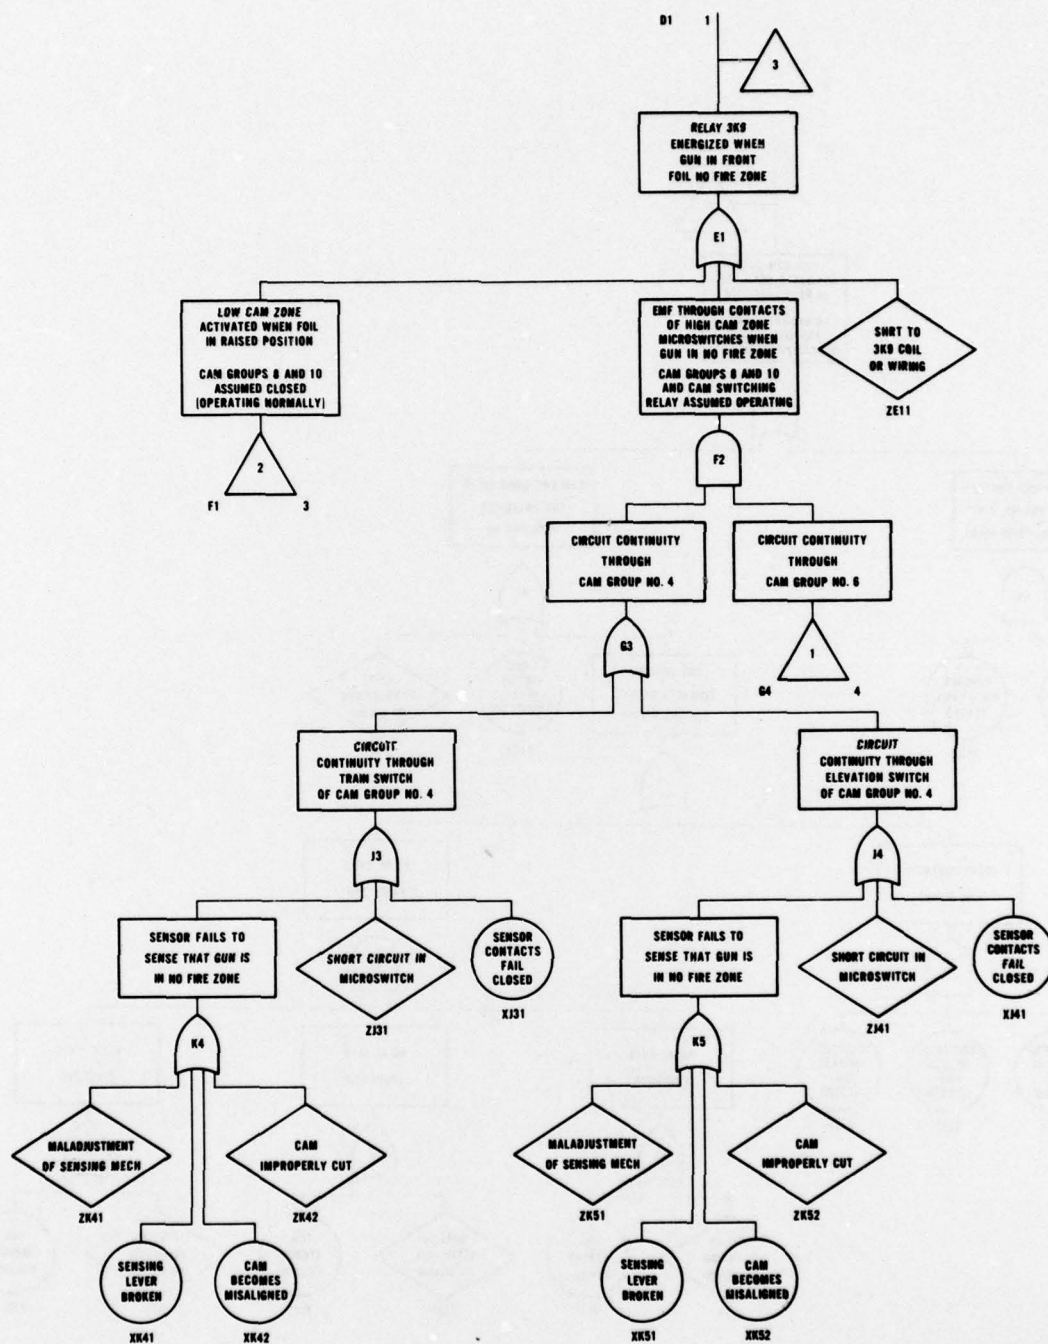 D1 1
3
RELAY 3K9
ENERGIZED WHEN
GUN IN FRONT
FOIL NO FIRE ZONE
E1
LOW CAM ZONE
ACTIVATED WHEN FOIL
IN RAISED POSITION
CAM GROUPS 8 AND 10
ASSUMED CLOSED
(OPERATING NORMALLY)
EMF THROUGH CONTACTS
OF HIGH CAM ZONE
MICROSWITCHES WHEN
GUN IN NO FIRE ZONE
CAM GROUPS 8 AND 10
AND CAM SWITCHING
RELAY ASSUMED OPERATING
SHRT TO
3K9 COIL
OR WIRING
ZE11
2
F1 3
F2
CIRCUIT CONTINUITY
THROUGH
CAM GROUP NO. 4
CIRCUIT CONTINUITY
THROUGH
CAM GROUP NO. 6
G3
1
G4 4
CIRCUIT
CONTINUITY THROUGH
TRAIN SWITCH
OF CAM GROUP NO. 4
CIRCUIT
CONTINUITY THROUGH
ELEVATION SWITCH
OF CAM GROUP NO. 4
J3
J4
SENSOR FAILS TO
SENSE THAT GUN IS
IN NO FIRE ZONE
SHORT CIRCUIT IN
MICROSWITCH
ZJ31
SENSOR
CONTACTS
FAIL
CLOSED
XJ31
SENSOR FAILS TO
SENSE THAT GUN IS
IN NO FIRE ZONE
SHORT CIRCUIT IN
MICROSWITCH
ZJ41
SENSOR
CONTACTS
FAIL
CLOSED
XJ41
K4
K5
MALADJUSTMENT
OF SENSING MECH
ZK41
CAM
IMPROPERLY CUT
ZK42
MALADJUSTMENT
OF SENSING MECH
ZK51
CAM
IMPROPERLY CUT
ZK52
SENSING
LEVER
BROKEN
XK41
CAM
BECOMES
MISALIGNED
XK42
SENSING
LEVER
BROKEN
XK51
CAM
BECOMES
MISALIGNED
XK52